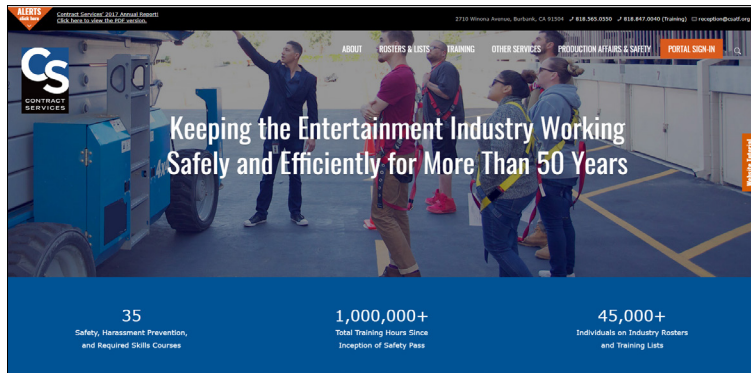 ALERTS
click here
Contract Services' 2017 Annual Report!
Click here to view the PDF version.
2710 Winona Avenue, Burbank, CA 91504 818.565.0550 818.847.0040 (Training) reception@csatf.org
ABOUT ROSTERS & LISTS TRAINING OTHER SERVICES PRODUCTION AFFAIRS & SAFETY PORTAL SIGN-IN
CS
CONTRACT
SERVICES
4x4
Keeping the Entertainment Industry Working
Safely and Efficiently for More Than 50 Years
Website Tutorial
35
Safety, Harassment Prevention,
and Required Skills Courses
1,000,000+
Total Training Hours Since
Inception of Safety Pass
45,000+
Individuals on Industry Rosters
and Training Lists